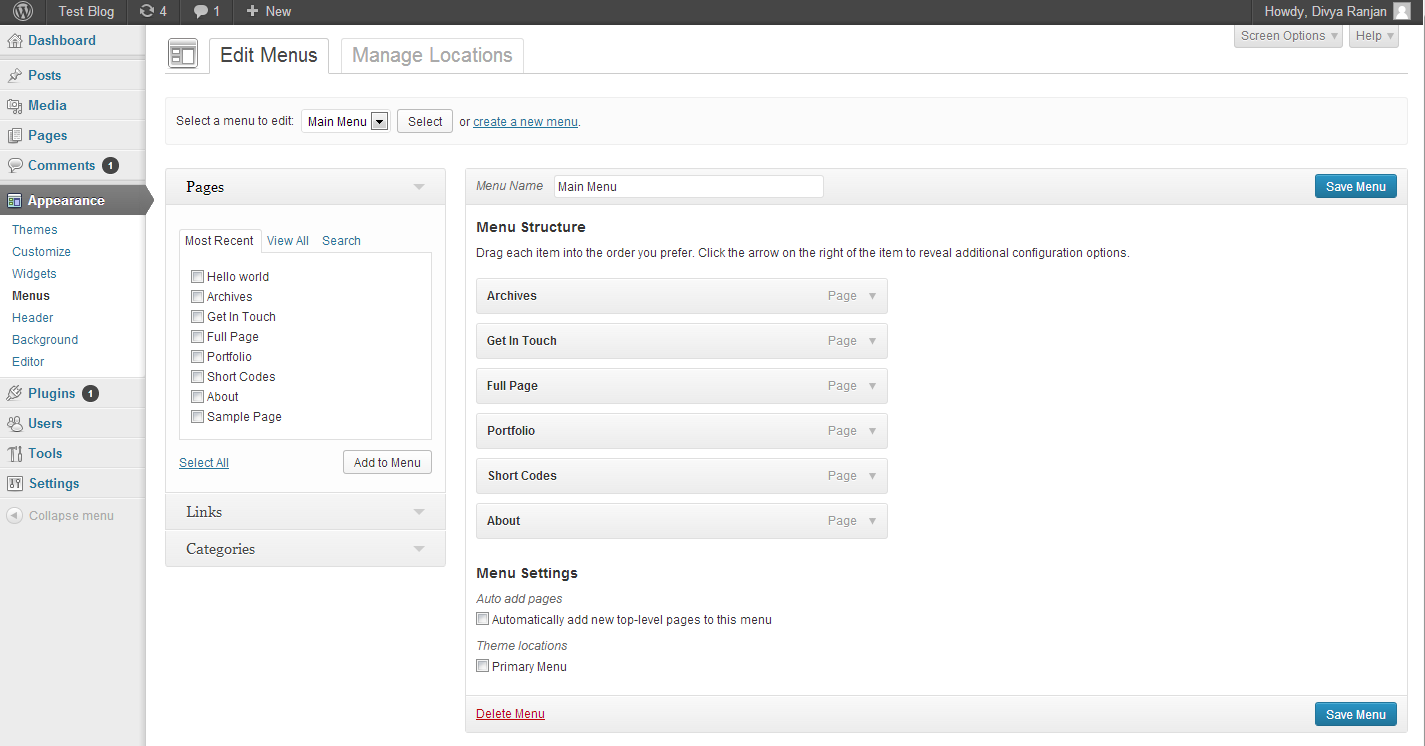 Test Blog 4 1 + New Howdy, Divya Ranjan
Dashboard
Posts
Media
Pages
Comments 1
Appearance
Themes
Customize
Widgets
Menus
Header
Background
Editor
Plugins 1
Users
Tools
Settings
Collapse menu
Screen Options Help
Edit Menus Manage Locations
Select a menu to edit: Main Menu Select or create a new menu.
Pages
Most Recent View All Search
Hello world
Archives
Get In Touch
Full Page
Portfolio
Short Codes
About
Sample Page
Select All Add to Menu
Links
Categories
Menu Name Main Menu Save Menu
Menu Structure
Drag each item into the order you prefer. Click the arrow on the right of the item to reveal additional configuration options.
Archives Page
Get In Touch Page
Full Page Page
Portfolio Page
Short Codes Page
About Page
Menu Settings
Auto add pages
Automatically add new top-level pages to this menu
Theme locations
Primary Menu
Delete Menu Save Menu